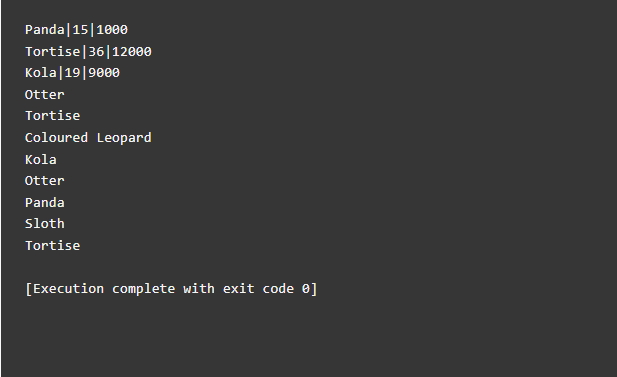 Panda|15|1000
Tortise|36|12000
Kola|19|9000
Otter
Tortise
Coloured Leopard
Kola
Otter
Panda
Sloth
Tortise
[Execution complete with exit code 0]